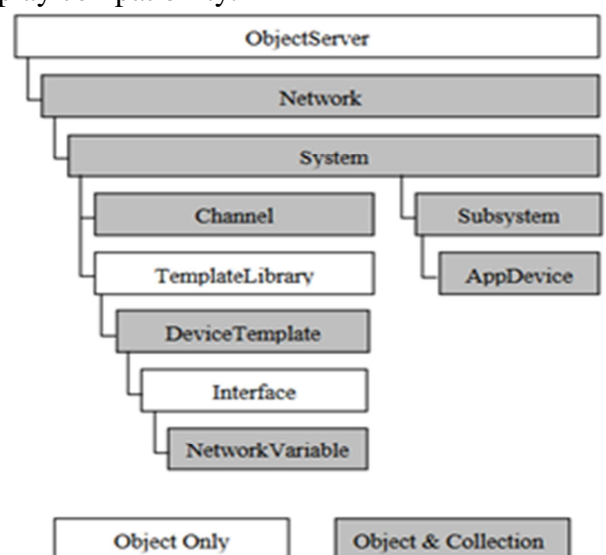 ObjectServer
Network
System
Channel
Subsystem
TemplateLibrary
AppDevice
DeviceTemplate
Interface
NetworkVariable
Object Only
Object & Collection